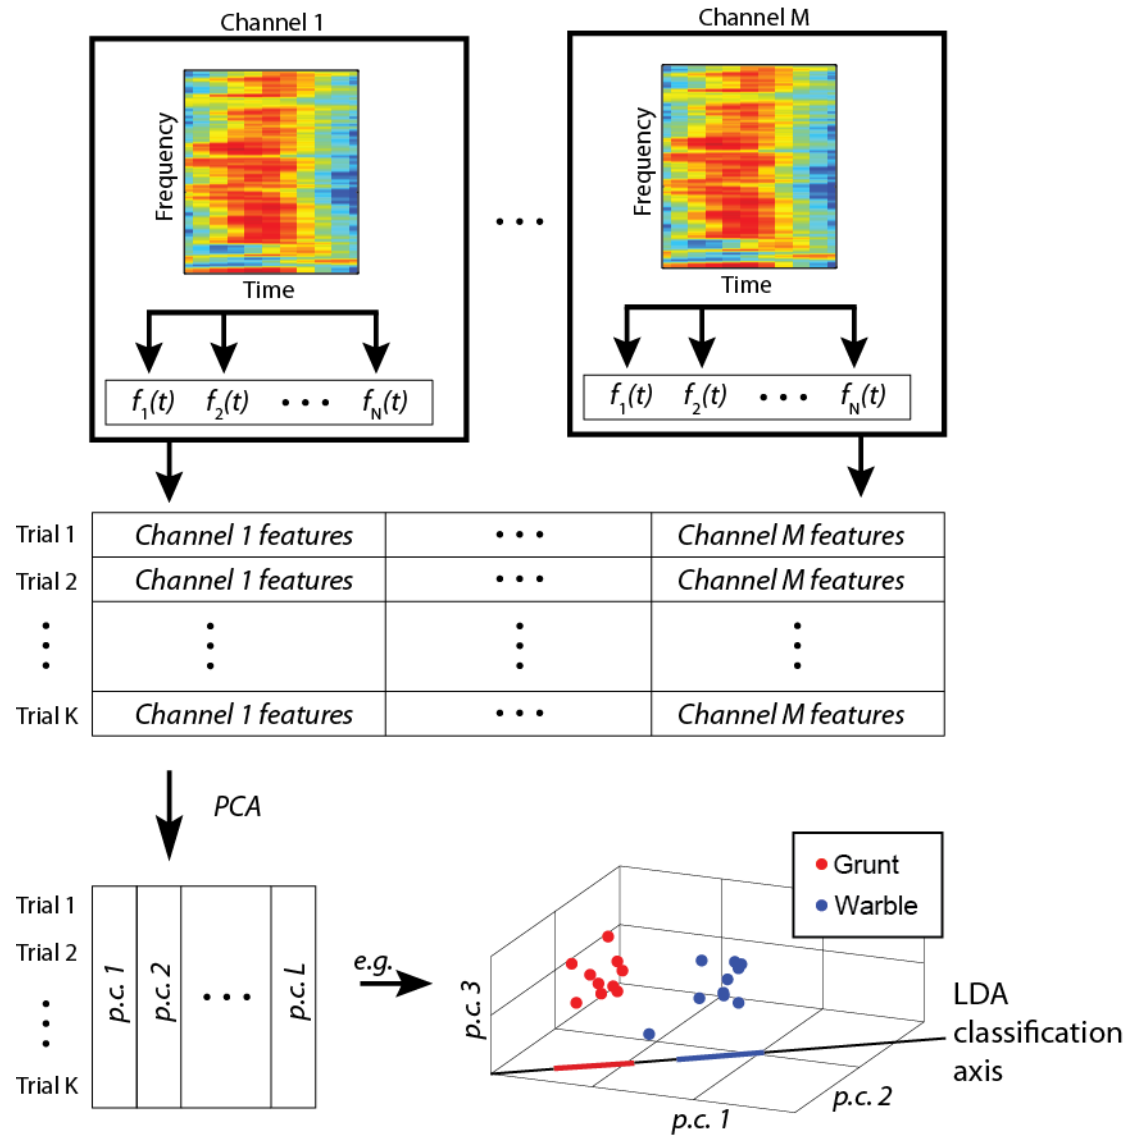 Channel 1
Channel M
Frequency
Time
Frequency
Time
f1(t) f2(t) • • • fN(t)
f1(t) f2(t) • • • fN(t)
Trial 1 Channel 1 features • • • Channel M features
Trial 2 Channel 1 features • • • Channel M features
Trial K Channel 1 features • • • Channel M features
PCA
Trial 1
Trial 2
Trial K
p.c. 1
p.c. 2
• • •
p.c. L
e.g.
Grunt
Warble
p.c. 3
p.c. 1
p.c. 2
LDA
classification
axis